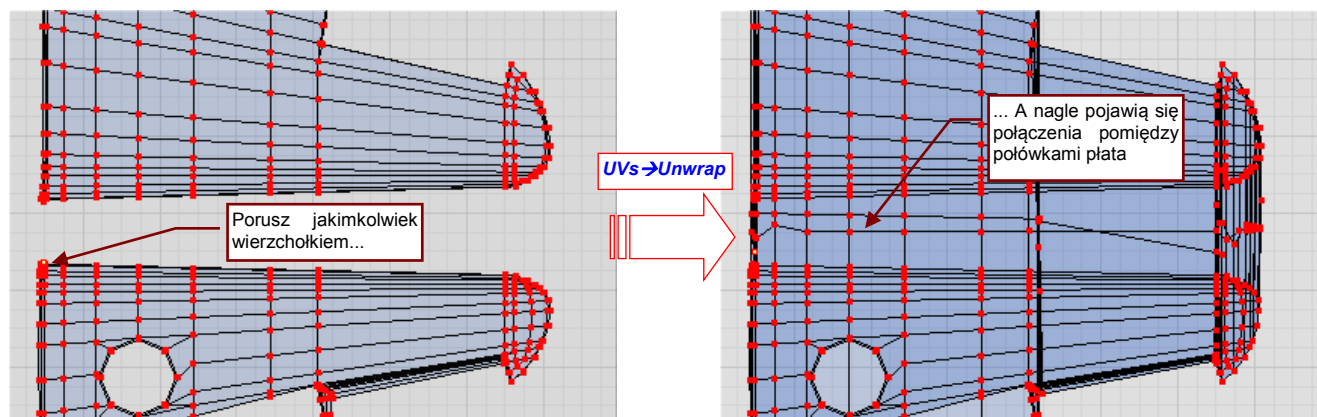 Porusz jakimkolwiek
wierzchołkiem...
UVs→Unwrap
... A nagle pojawią się
połączenia pomiędzy
połówkami płata